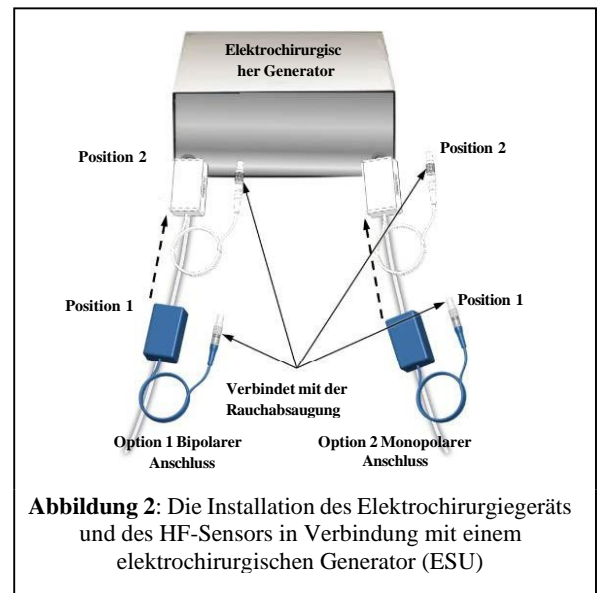 Elektrochirurgisc
her Generator
Position 2
Position 2
Position 1
Position 1
Verbindet mit der
Rauchabsaugung
Option 1 Bipolarer
Anschluss
Option 2 Monopolarer
Anschluss
Abbildung 2: Die Installation des Elektrochirurgiegeräts
und des HF-Sensors in Verbindung mit einem
elektrochirurgischen Generator (ESU)